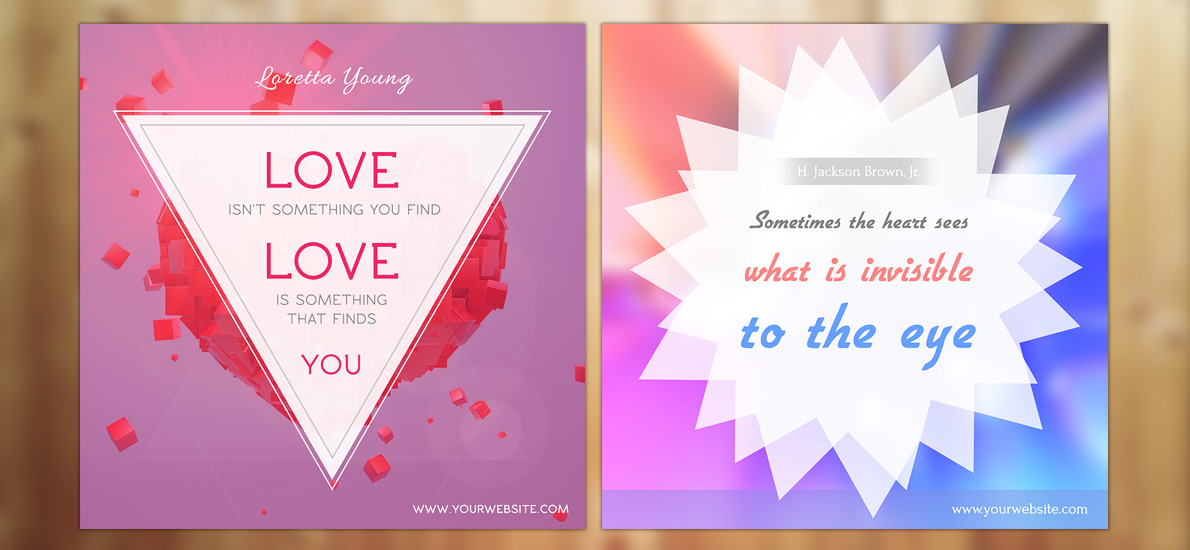 Loretta Young
LOVE
ISN'T SOMETHING YOU FIND
LOVE
IS SOMETHING
THAT FINDS
YOU
WWW.YOURWEBSITE.COM
H. Jackson Brown, Jr.
Sometimes the heart sees
what is invisible
to the eye
www.yourwebsite.com